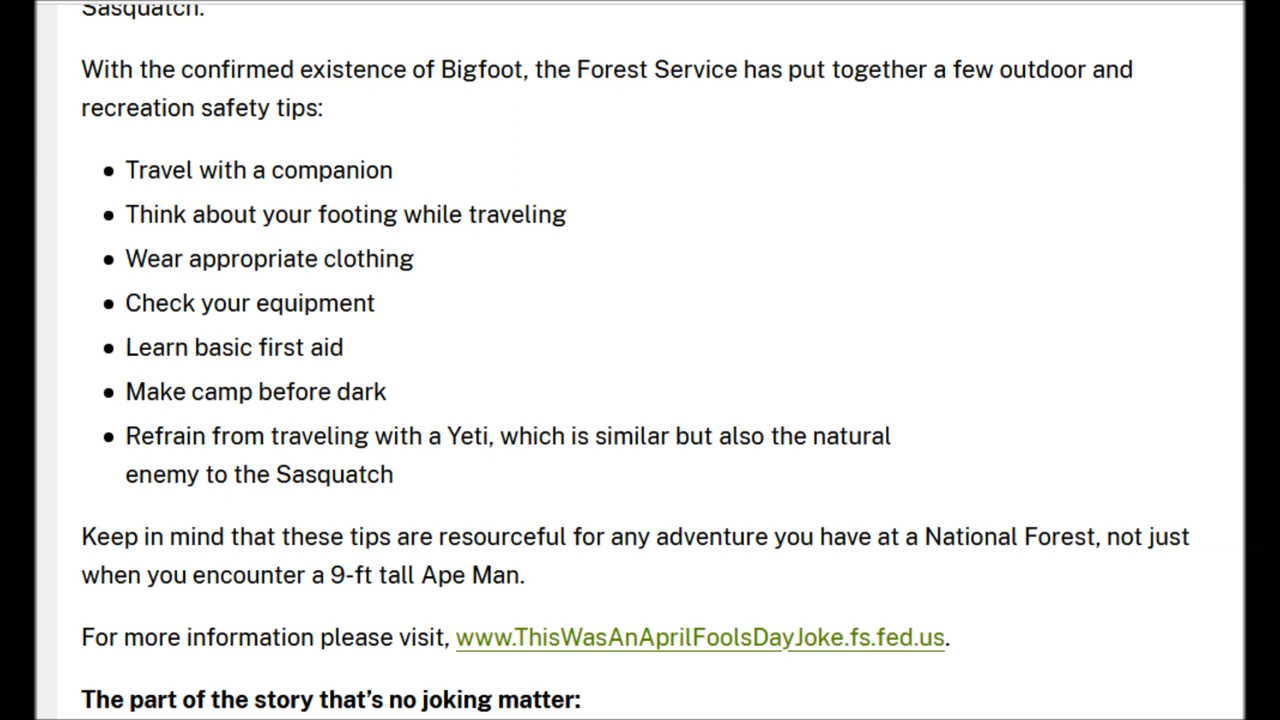 Sasquatch.
With the confirmed existence of Bigfoot, the Forest Service has put together a few outdoor and
recreation safety tips:
• Travel with a companion
• Think about your footing while traveling
• Wear appropriate clothing
• Check your equipment
• Learn basic first aid
• Make camp before dark
• Refrain from traveling with a Yeti, which is similar but also the natural
enemy to the Sasquatch
Keep in mind that these tips are resourceful for any adventure you have at a National Forest, not just
when you encounter a 9-ft tall Ape Man.
For more information please visit, www.ThisWasAnAprilFoolsDayJoke.fs.fed.us.
The part of the story that’s no joking matter: